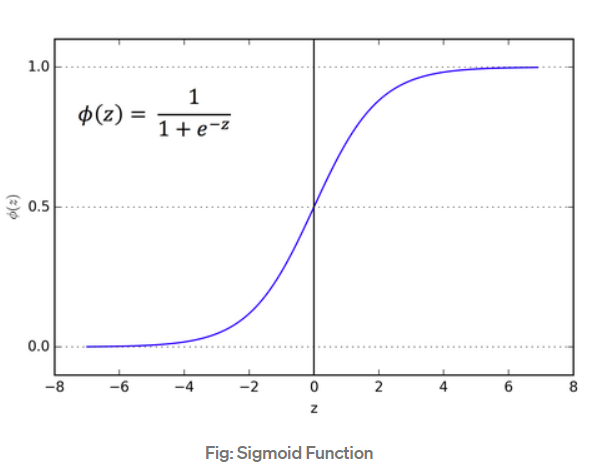 1.0
ϕ(z) = 1 / 1 + e^−z
ϕ(z)
0.5
0.0
−8 −6 −4 −2 0 2 4 6 8
z
Fig: Sigmoid Function